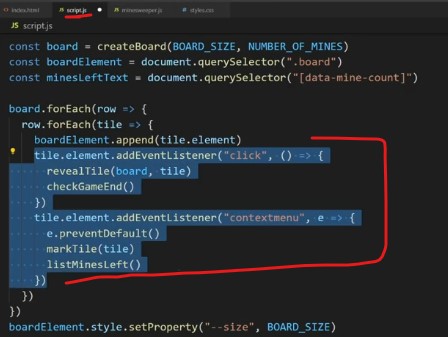 index.html
JS script.js
minesweeper.js
styles.css
JS script.js
const board = createBoard(BOARD_SIZE, NUMBER_OF_MINES)
const boardElement = document.querySelector(".board")
const minesLeftText = document.querySelector("[data-mine-count]")
board.forEach(row => {
row.forEach(tile => {
boardElement.append(tile.element)
tile.element.addEventListener("click", () => {
revealTile(board, tile)
checkGameEnd()
})
tile.element.addEventListener("contextmenu", e => {
e.preventDefault()
markTile(tile)
listMinesLeft()
})
})
})
boardElement.style.setProperty("--size", BOARD_SIZE)